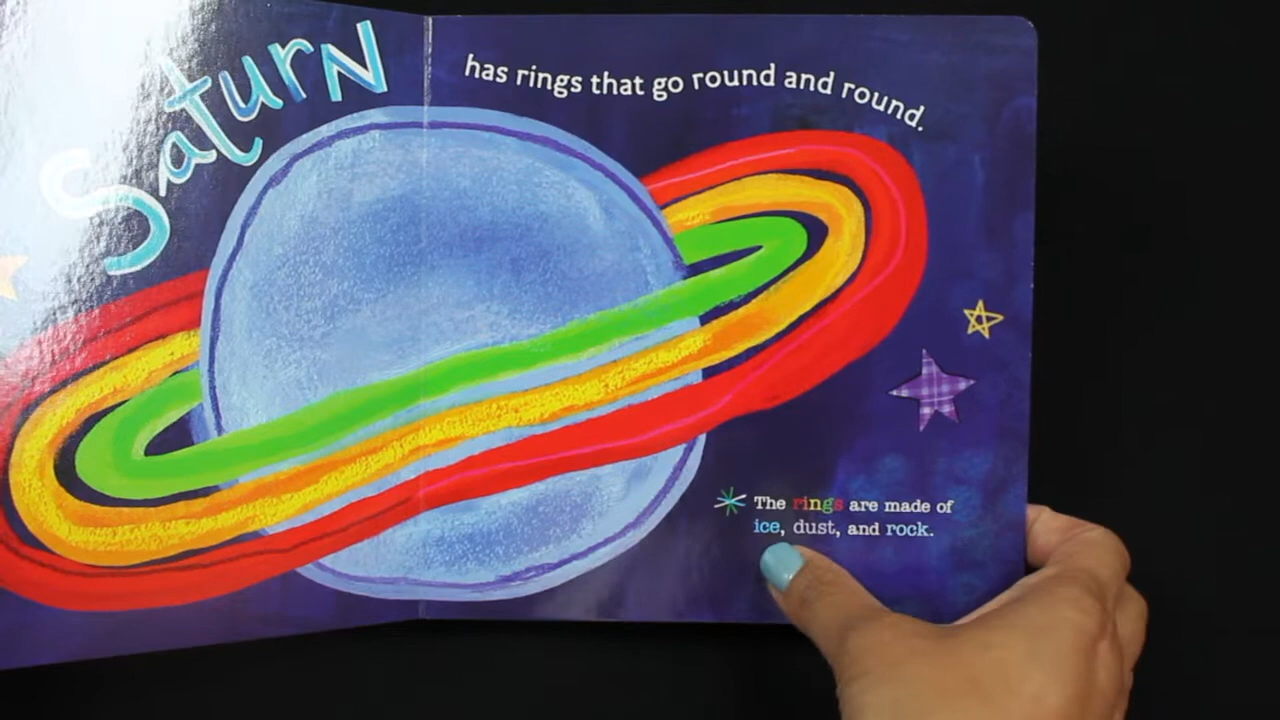 Saturn
has rings that go round and round.
The rings are made of
ice, dust, and rock.